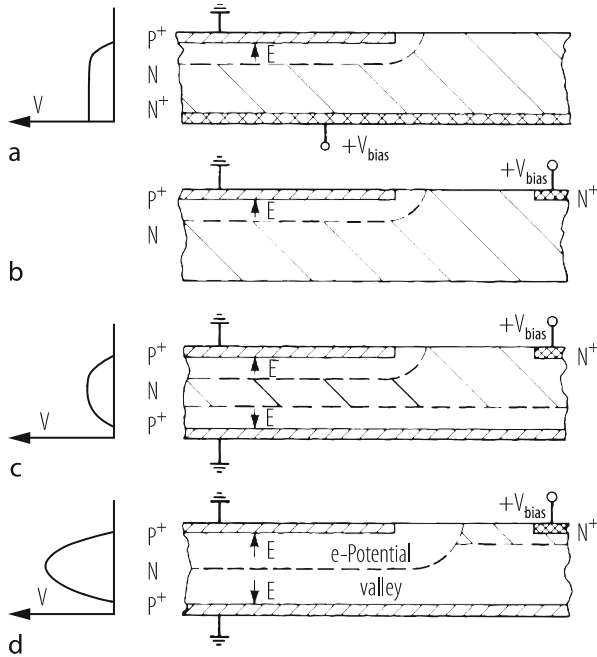 P+
E
N
V
N+
+Vbias
a
+Vbias
P+
E
N+
N
b
+Vbias
P+
E
N+
N
V
E
P+
c
+Vbias
P+
N+
E
e-Potential
N
V
E
valley
P+
d